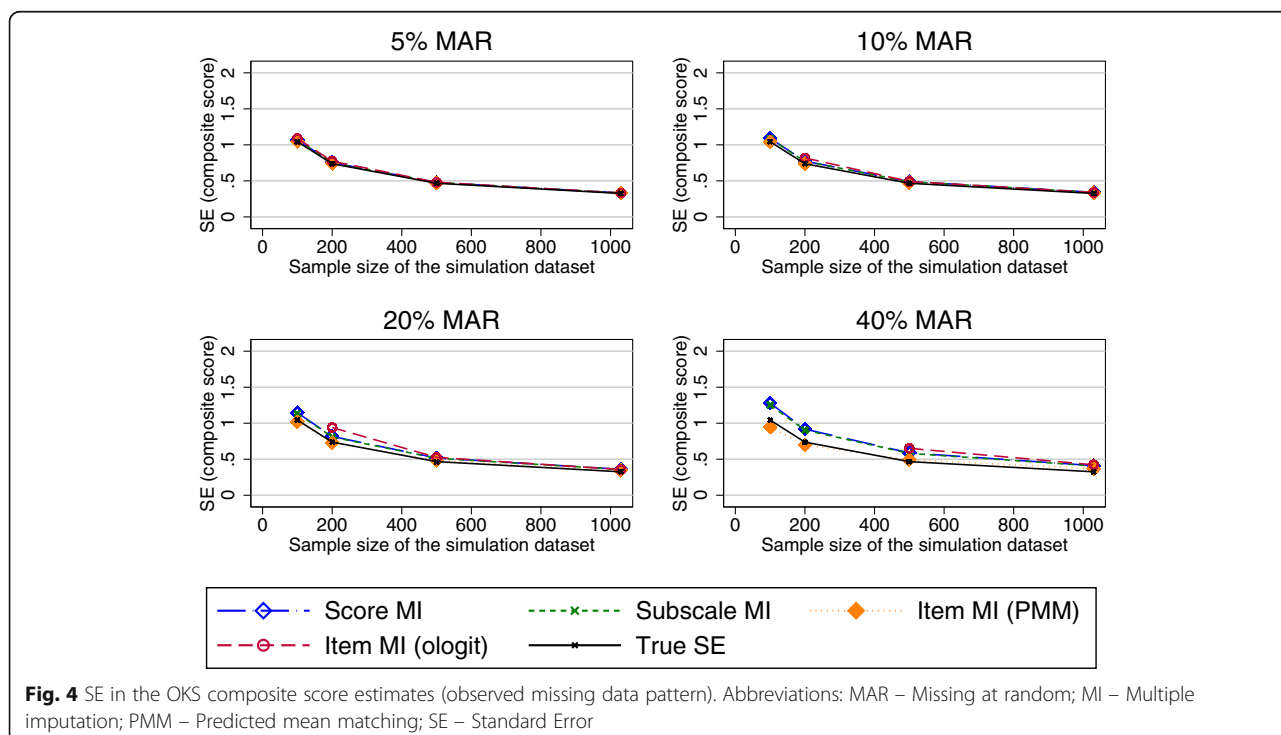 5% MAR
10% MAR
SE (composite score)
2
1.5
1
.5
0
0 200 400 600 800 1000
Sample size of the simulation dataset
SE (composite score)
2
1.5
1
.5
0
0 200 400 600 800 1000
Sample size of the simulation dataset
20% MAR
40% MAR
SE (composite score)
2
1.5
1
.5
0
0 200 400 600 800 1000
Sample size of the simulation dataset
SE (composite score)
2
1.5
1
.5
0
0 200 400 600 800 1000
Sample size of the simulation dataset
Score MI
Subscale MI
Item MI (PMM)
Item MI (ologit)
True SE
Fig. 4 SE in the OKS composite score estimates (observed missing data pattern). Abbreviations: MAR – Missing at random; MI – Multiple
imputation; PMM – Predicted mean matching; SE – Standard Error